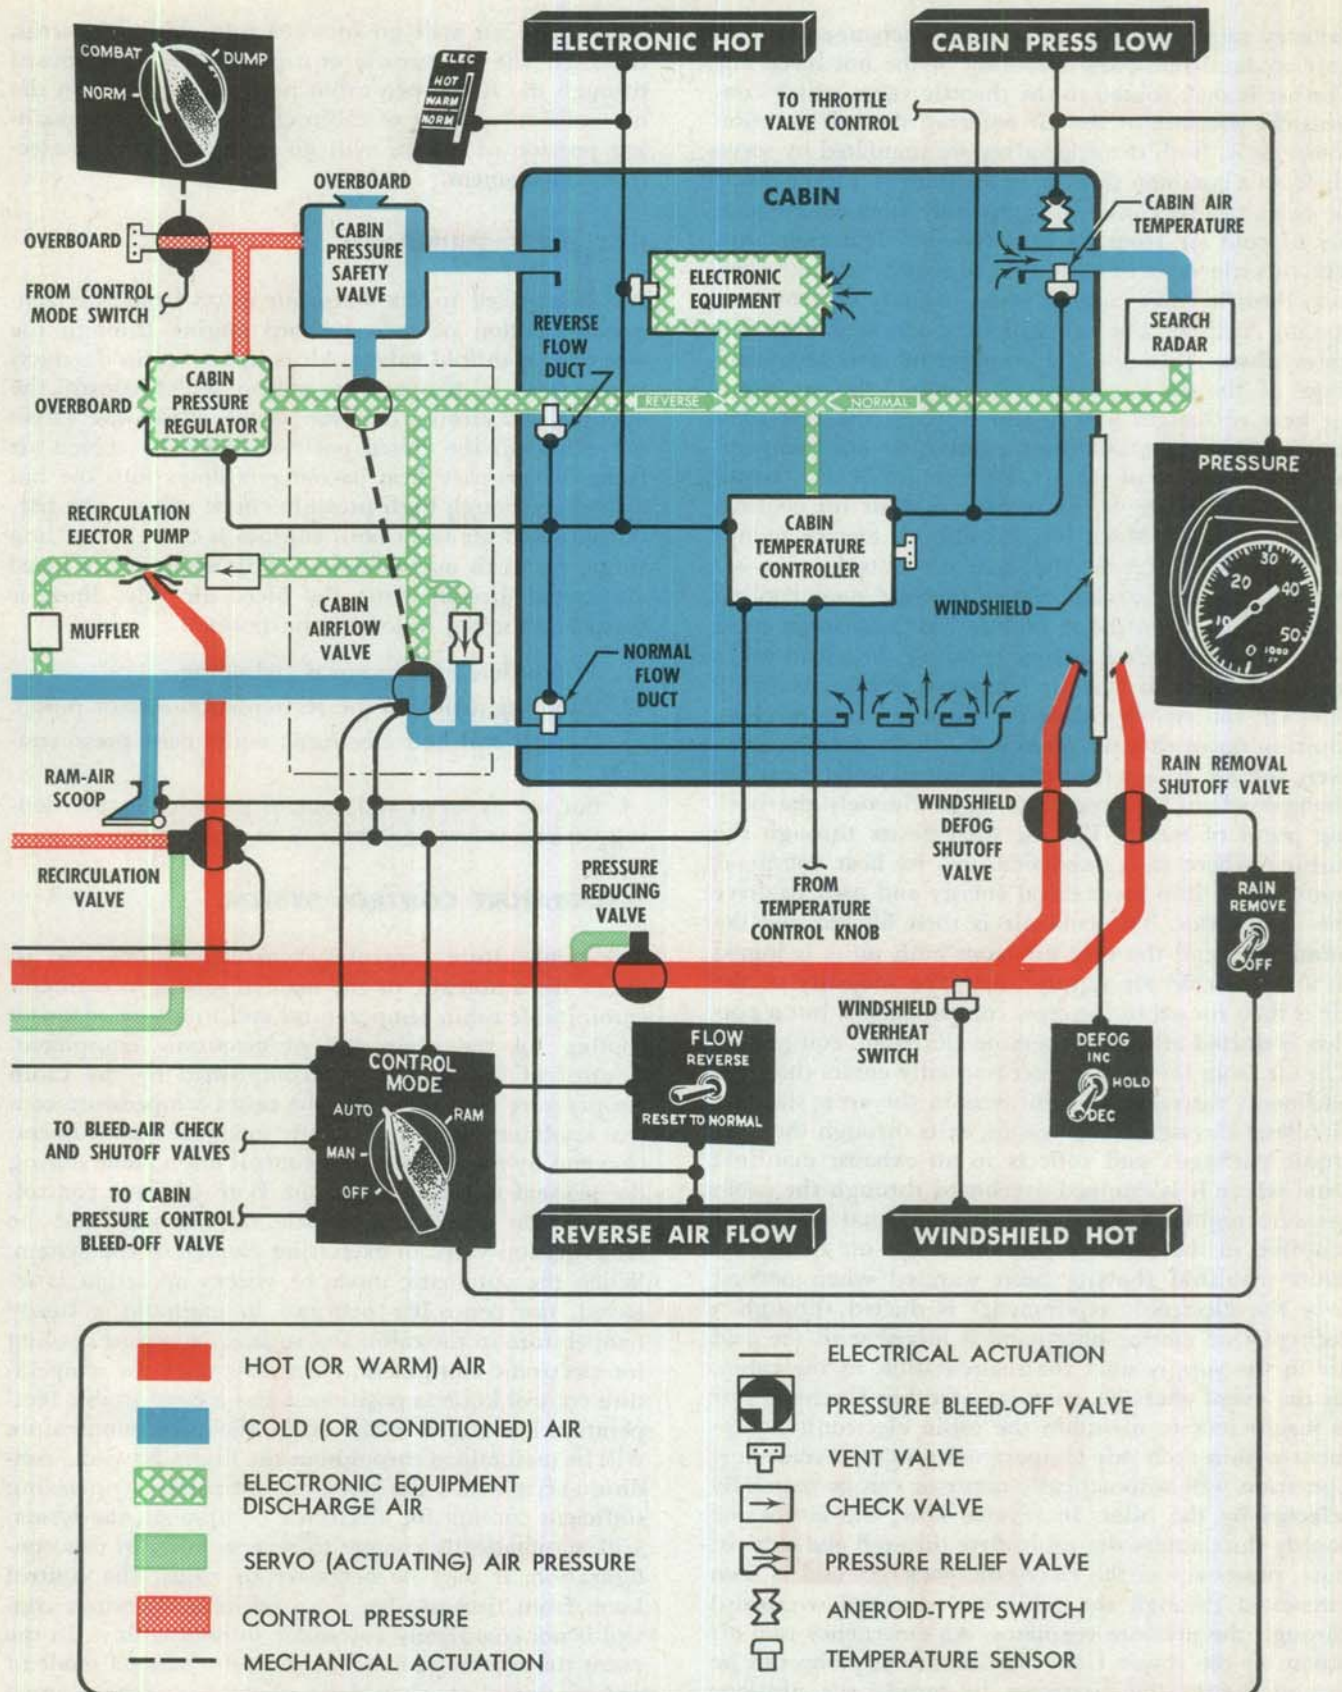 ELECTRONIC HOT
CABIN PRESS LOW
COMBAT
DUMP
NORM
ELEC
HOT
WARM
NORM
TO THROTTLE
VALVE CONTROL
OVERBOARD
CABIN
CABIN AIR
TEMPERATURE
OVERBOARD
CABIN
PRESSURE
SAFETY
VALVE
ELECTRONIC
EQUIPMENT
FROM CONTROL
MODE SWITCH
REVERSE
FLOW
DUCT
SEARCH
RADAR
OVERBOARD
CABIN
PRESSURE
REGULATOR
REVERSE
NORMAL
PRESSURE
30
20
40
10
50
0
1000
FT
RECIRCULATION
EJECTOR PUMP
CABIN
TEMPERATURE
CONTROLLER
MUFFLER
CABIN
AIRFLOW
VALVE
WINDSHIELD
NORMAL
FLOW
DUCT
RAM-AIR
SCOOP
RAIN REMOVAL
SHUTOFF VALVE
WINDSHIELD
DEFOG
SHUTOFF
VALVE
RECIRCULATION
VALVE
PRESSURE
REDUCING
VALVE
FROM
TEMPERATURE
CONTROL KNOB
RAIN
REMOVE
OFF
WINDSHIELD
OVERHEAT
SWITCH
CONTROL
MODE
AUTO
RAM
MAN
OFF
FLOW
REVERSE
RESET TO NORMAL
DEFOG
INC
HOLD
DEC
TO BLEED-AIR CHECK
AND SHUTOFF VALVES
TO CABIN
PRESSURE CONTROL
BLEED-OFF VALVE
REVERSE AIR FLOW
WINDSHIELD HOT
HOT (OR WARM) AIR
COLD (OR CONDITIONED) AIR
ELECTRONIC EQUIPMENT
DISCHARGE AIR
SERVO (ACTUATING) AIR PRESSURE
CONTROL PRESSURE
MECHANICAL ACTUATION
ELECTRICAL ACTUATION
PRESSURE BLEED-OFF VALVE
VENT VALVE
CHECK VALVE
PRESSURE RELIEF VALVE
ANEROID-TYPE SWITCH
TEMPERATURE SENSOR